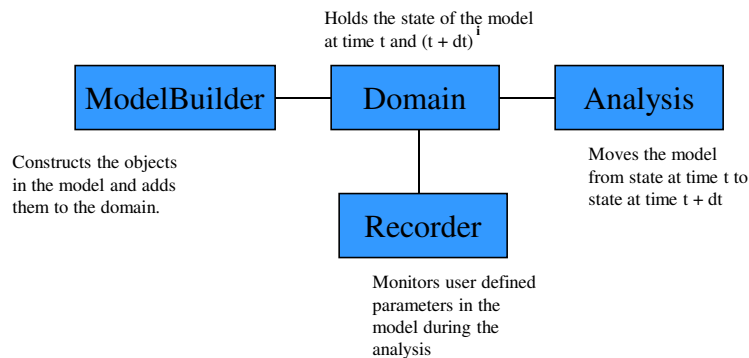 Holds the state of the model
at time t and (t + dt)^i
ModelBuilder
Domain
Analysis
Constructs the objects
in the model and adds
them to the domain.
Moves the model
from state at time t to
state at time t + dt
Recorder
Monitors user defined
parameters in the
model during the
analysis